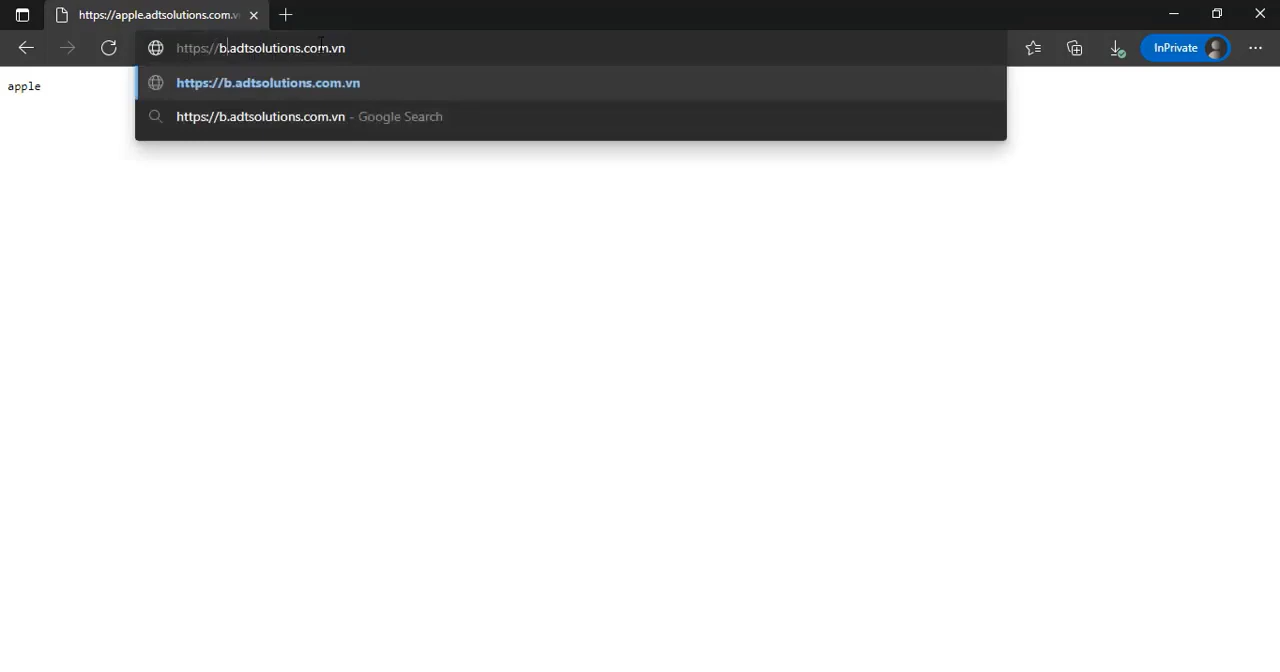 https://apple.adtsolutions.com.v
https://b.adtsolutions.com.vn
InPrivate
https://b.adtsolutions.com.vn
https://b.adtsolutions.com.vn - Google Search
apple